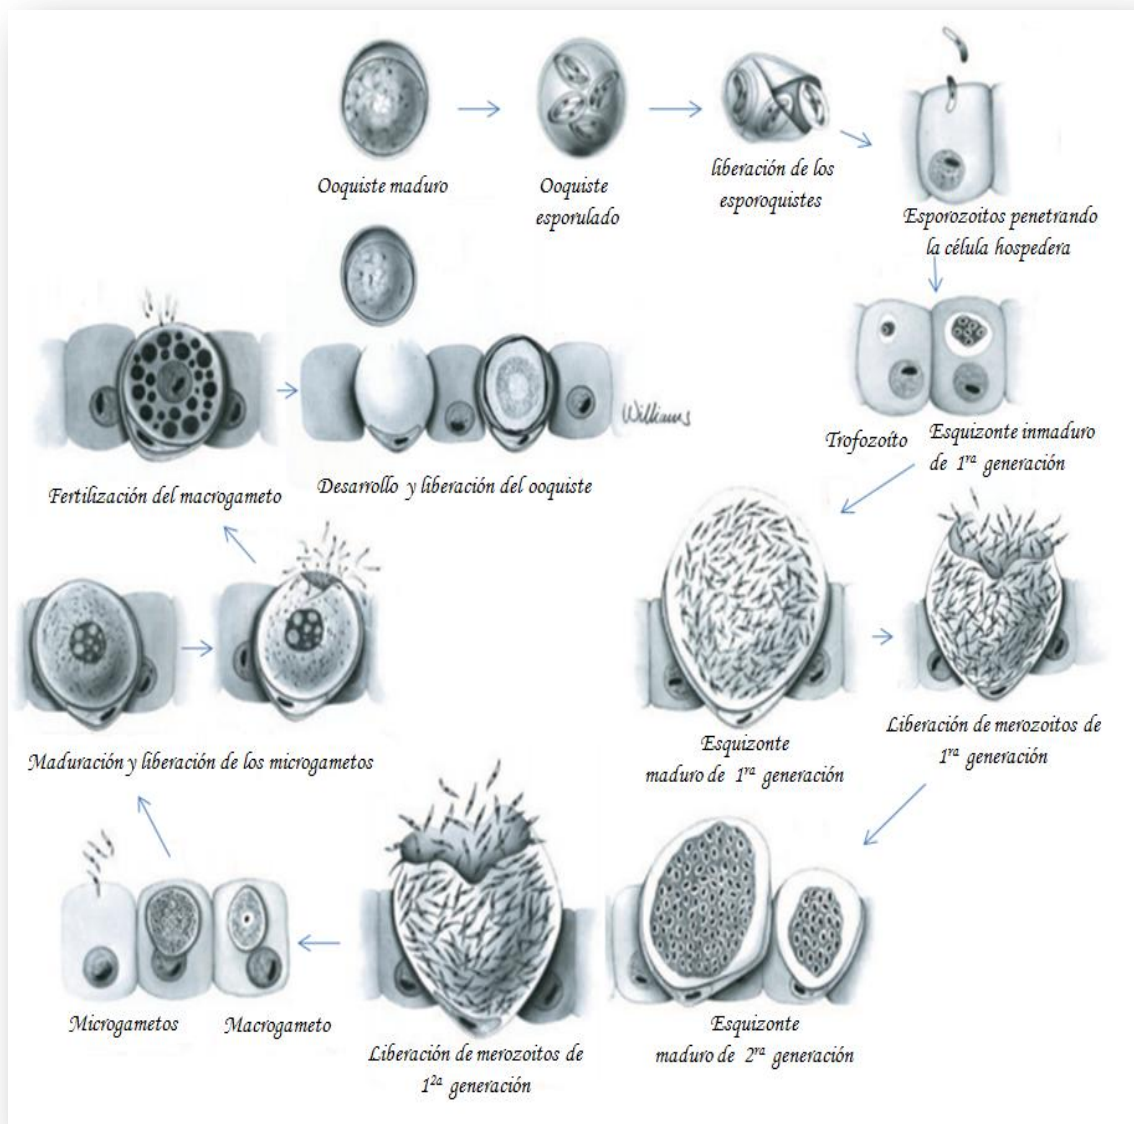 Ooquiste maduro
Ooquiste
esporulado
liberación de los
esporoquistes
Esporozoitos penetrando
la célula hospedera
Trofozoíto
Esquizonte inmaduro
de 1ra generación
Esquizonte
maduro de 1ra generación
Liberación de merozoitos de
1ra generación
Esquizonte
maduro de 2ra generación
Liberación de merozoitos de
12a generación
Microgametos
Macrogameto
Maduración y liberación de los microgametos
Fertilización del macrogameto
Desarrollo y liberación del ooquiste
Williams